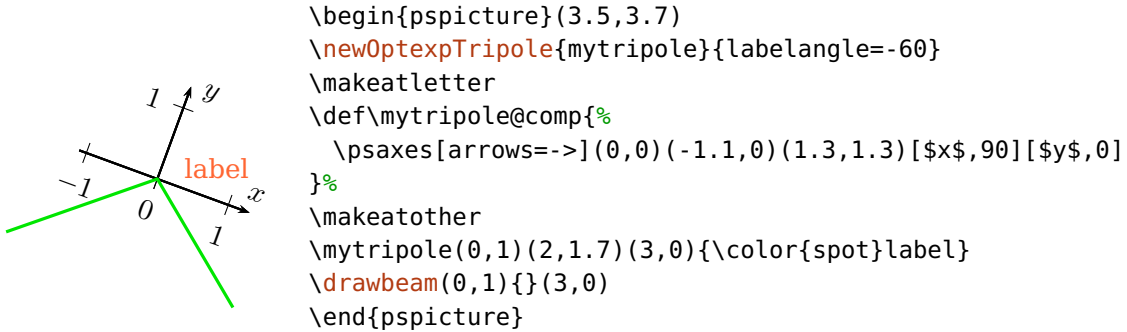 \begin{pspicture}(3.5,3.7)
\newOptexpTripole{mytripole}{labelangle=-60}
\makeatletter
\def\mytripole@comp{%
\psaxes[arrows=->](0,0)(-1.1,0)(1.3,1.3)[$x$,90][$y$,0]
}%
\makeatother
\mytripole(0,1)(2,1.7)(3,0){\color{spot}label}
\drawbeam(0,1){}(3,0)
\end{pspicture}
1
y
label
−1
x
0
1